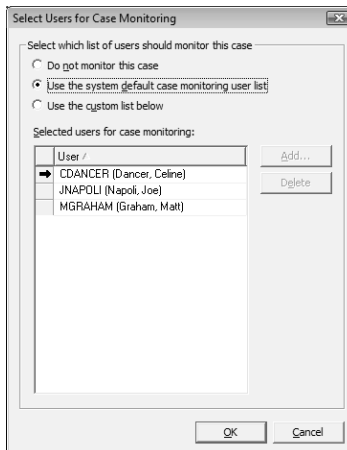 Select Users for Case Monitoring
Select which list of users should monitor this case
Do not monitor this case
Use the system default case monitoring user list
Use the custom list below
Selected users for case monitoring:
User
Add...
CDANCER (Dancer, Celine)
Delete
JNAPOLI (Napoli, Joe)
MGRAHAM (Graham, Matt)
OK
Cancel